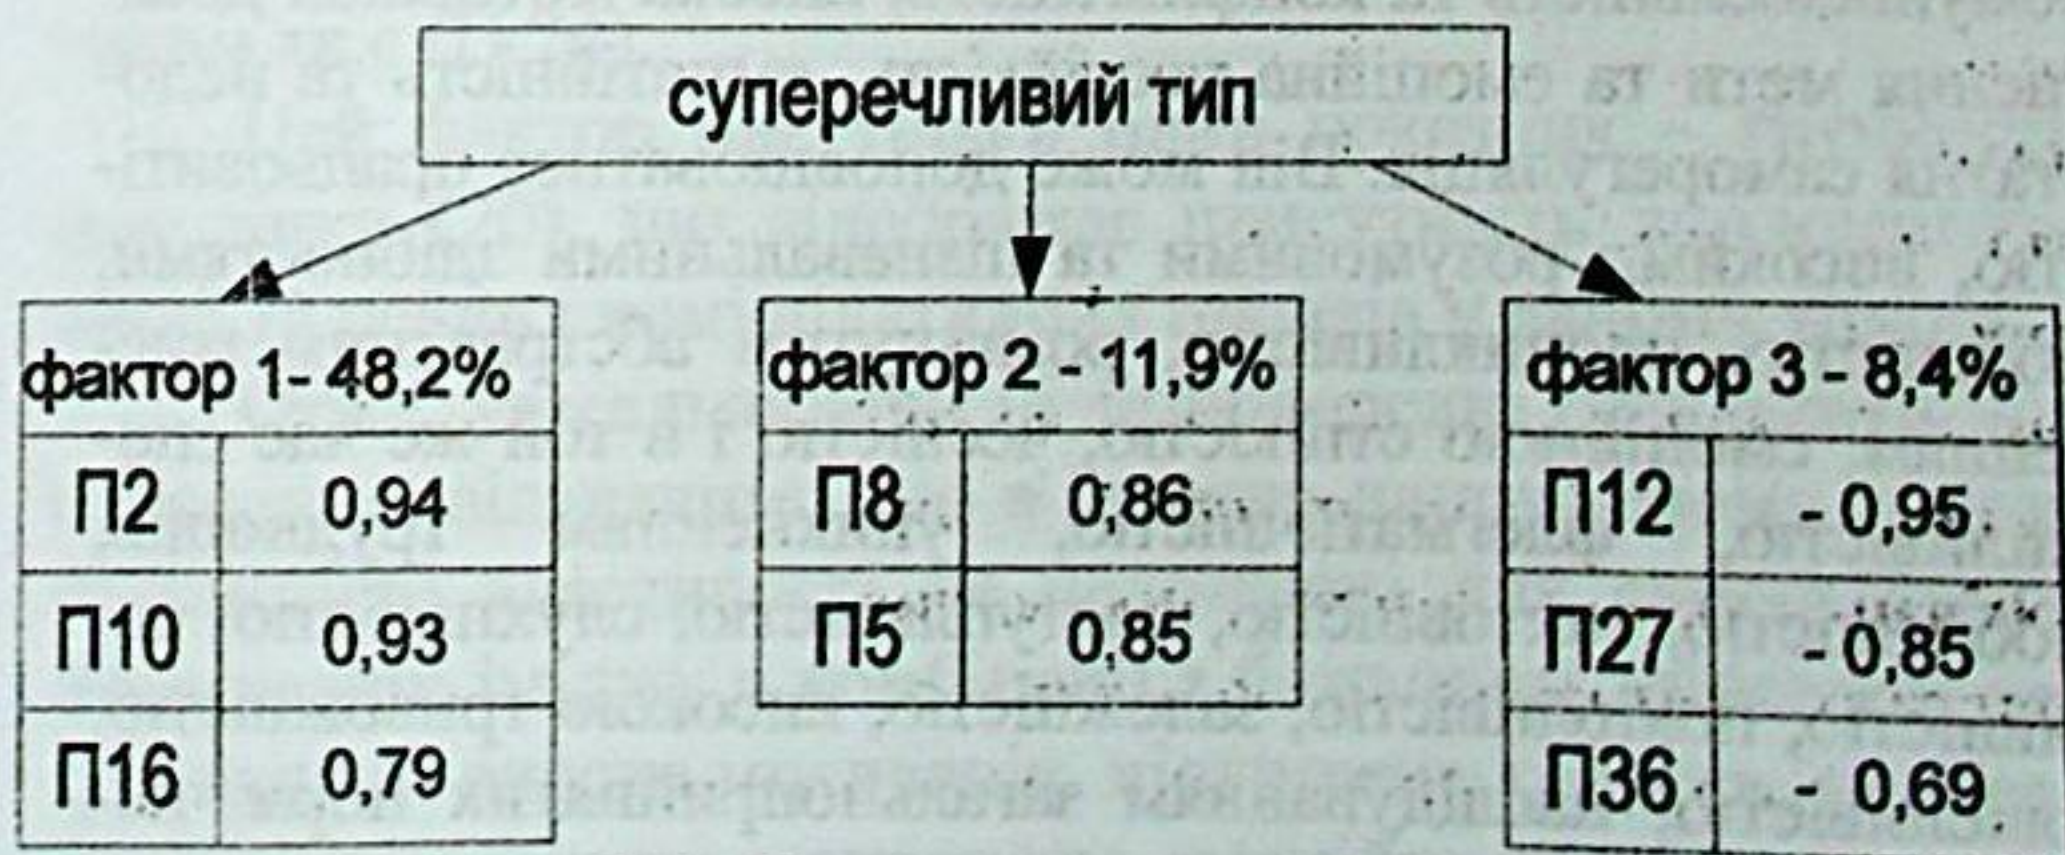 суперечливий тип
фактор 1- 48,2%
П2 0,94
П10 0,93
П16 0,79
фактор 2 - 11,9%
П8 0,86
П5 0,85
фактор 3 - 8,4%
П12 - 0,95
П27 - 0,85
П36 - 0,69